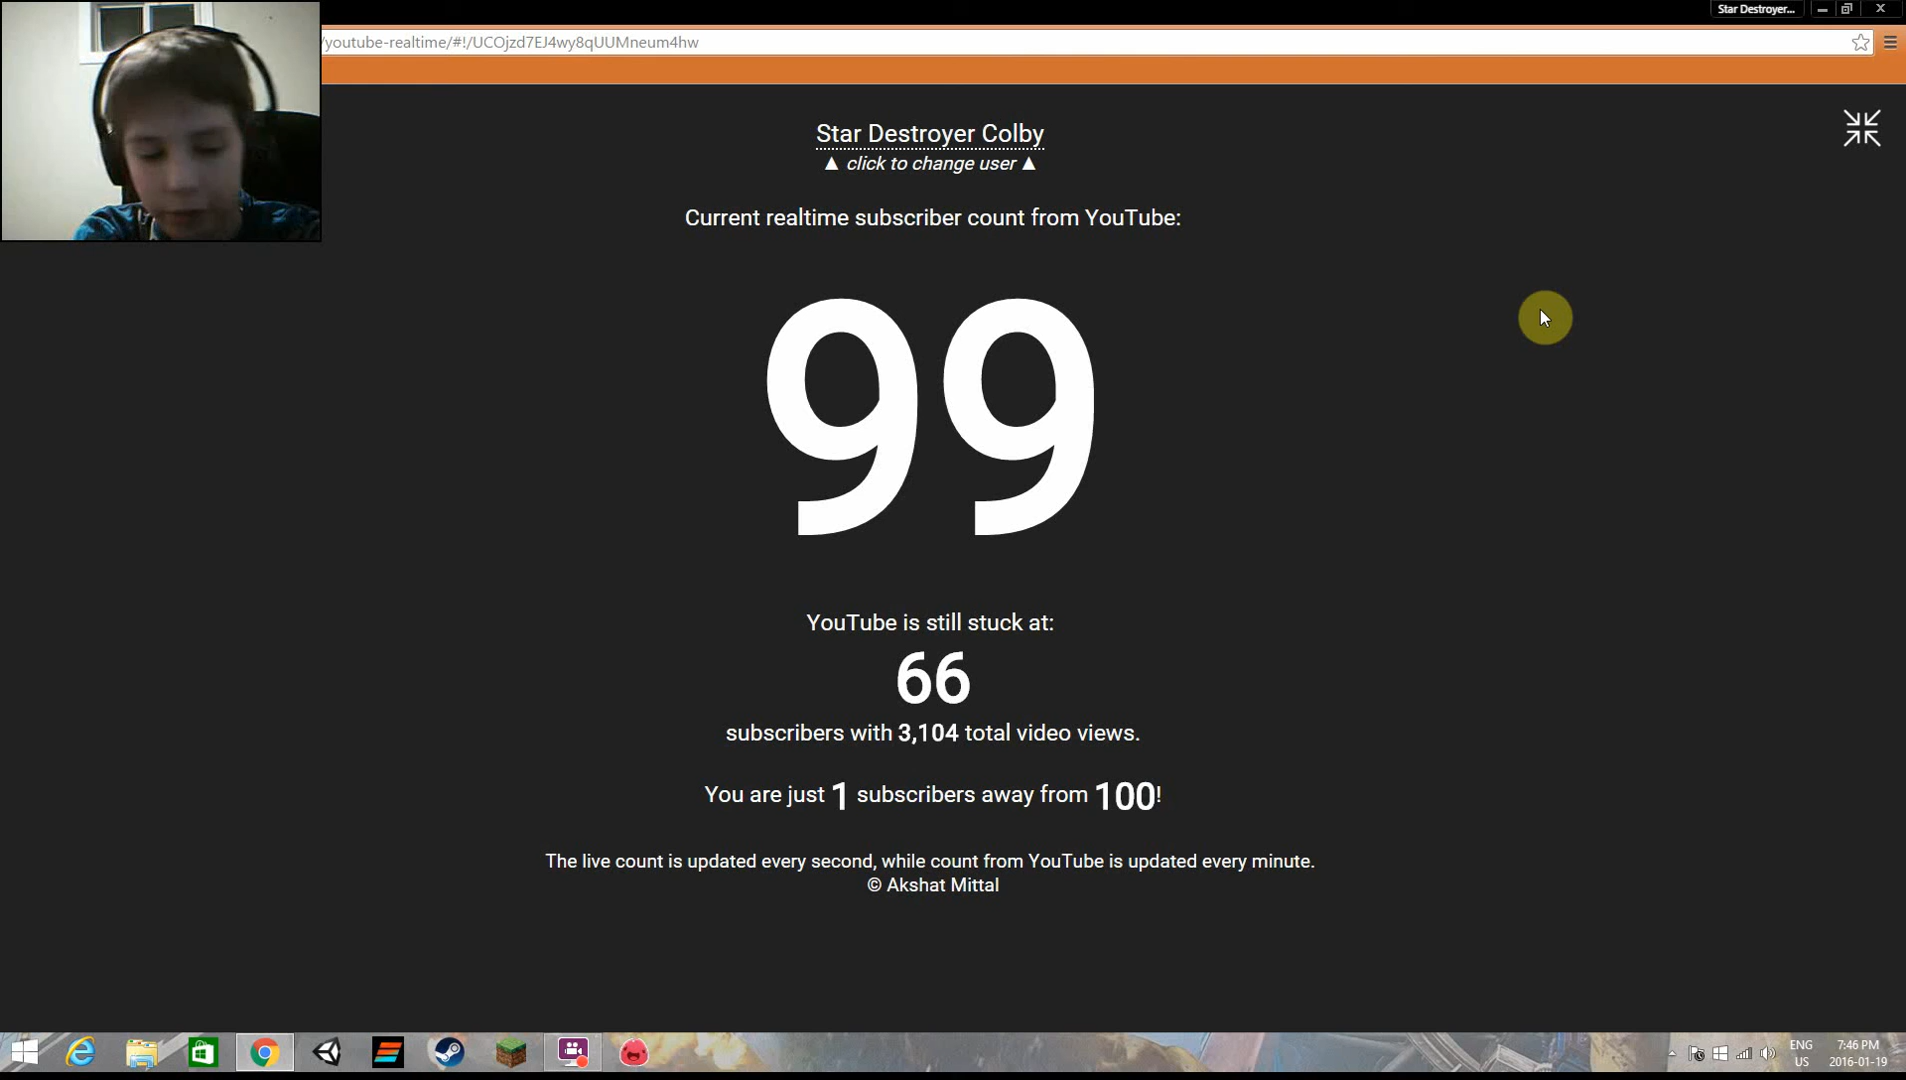 Star Destroyer...
/youtube-realtime/#!/UCOjzd7EJ4wy8qUUMneum4hw
Star Destroyer Colby
▲ click to change user ▲
Current realtime subscriber count from YouTube:
99
YouTube is still stuck at:
66
subscribers with 3,104 total video views.
You are just 1 subscribers away from 100!
The live count is updated every second, while count from YouTube is updated every minute.
© Akshat Mittal
ENG
US
7:46 PM
2016-01-19